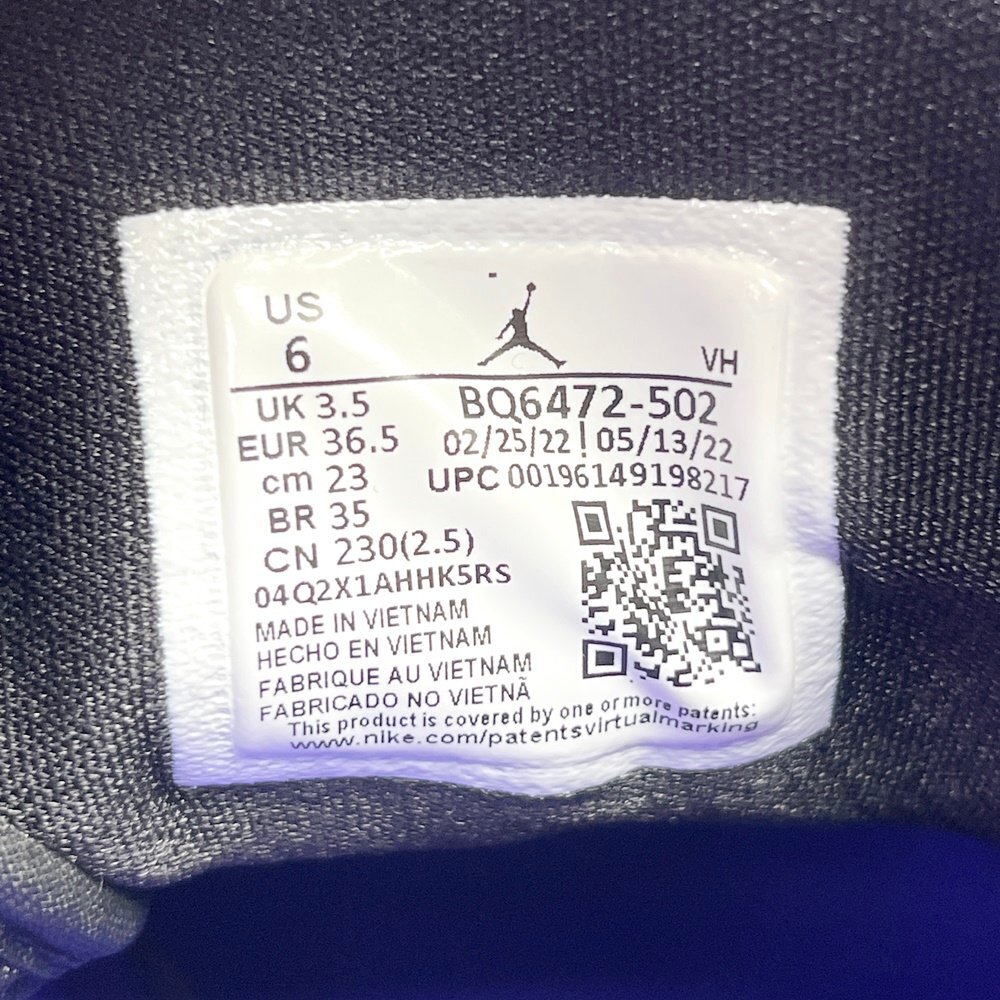 US
6
VH
UK 3.5
EUR 36.5
cm 23
BR 35
CN 230(2.5)
BQ6472-502
02/25/22 | 05/13/22
UPC 00196149198217
04Q2X1AHHK5RS
MADE IN VIETNAM
HECHO EN VIETNAM
FABRIQUE AU VIETNAM
FABRICADO NO VIETNÃ
This product is covered by one or more patents:
www.nike.com/patentsvirtualmarking